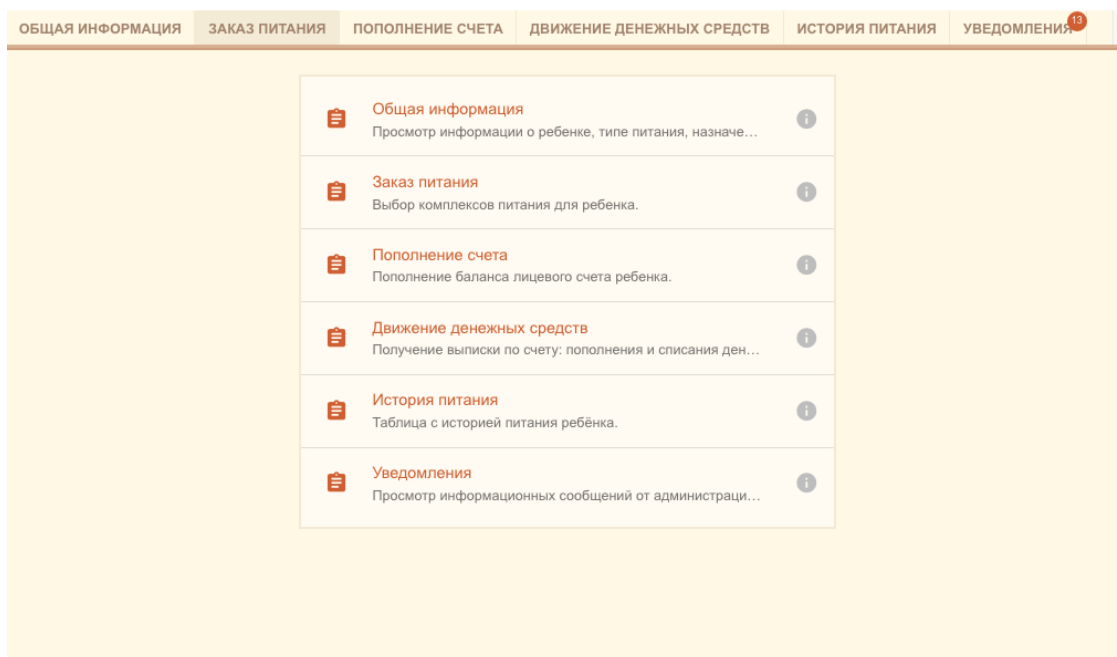 ОБЩАЯ ИНФОРМАЦИЯ ЗАКАЗ ПИТАНИЯ ПОПОЛНЕНИЕ СЧЕТА ДВИЖЕНИЕ ДЕНЕЖНЫХ СРЕДСТВ ИСТОРИЯ ПИТАНИЯ УВЕДОМЛЕНИЯ 13
Общая информация
Просмотр информации о ребенке, типе питания, назначе…
Заказ питания
Выбор комплексов питания для ребенка.
Пополнение счета
Пополнение баланса лицевого счета ребенка.
Движение денежных средств
Получение выписки по счету: пополнения и списания ден…
История питания
Таблица с историей питания ребёнка.
Уведомления
Просмотр информационных сообщений от администраци…